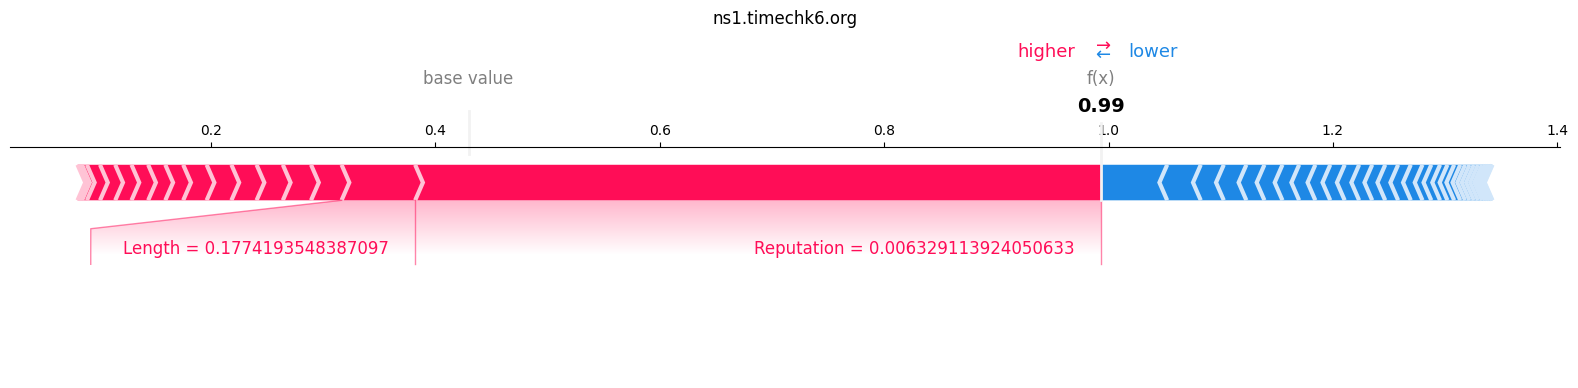 ns1.timechk6.org
higher ⇄ lower
base value f(x)
0.99
0.2 0.4 0.6 0.8 1.0 1.2 1.4
Length = 0.1774193548387097 Reputation = 0.006329113924050633